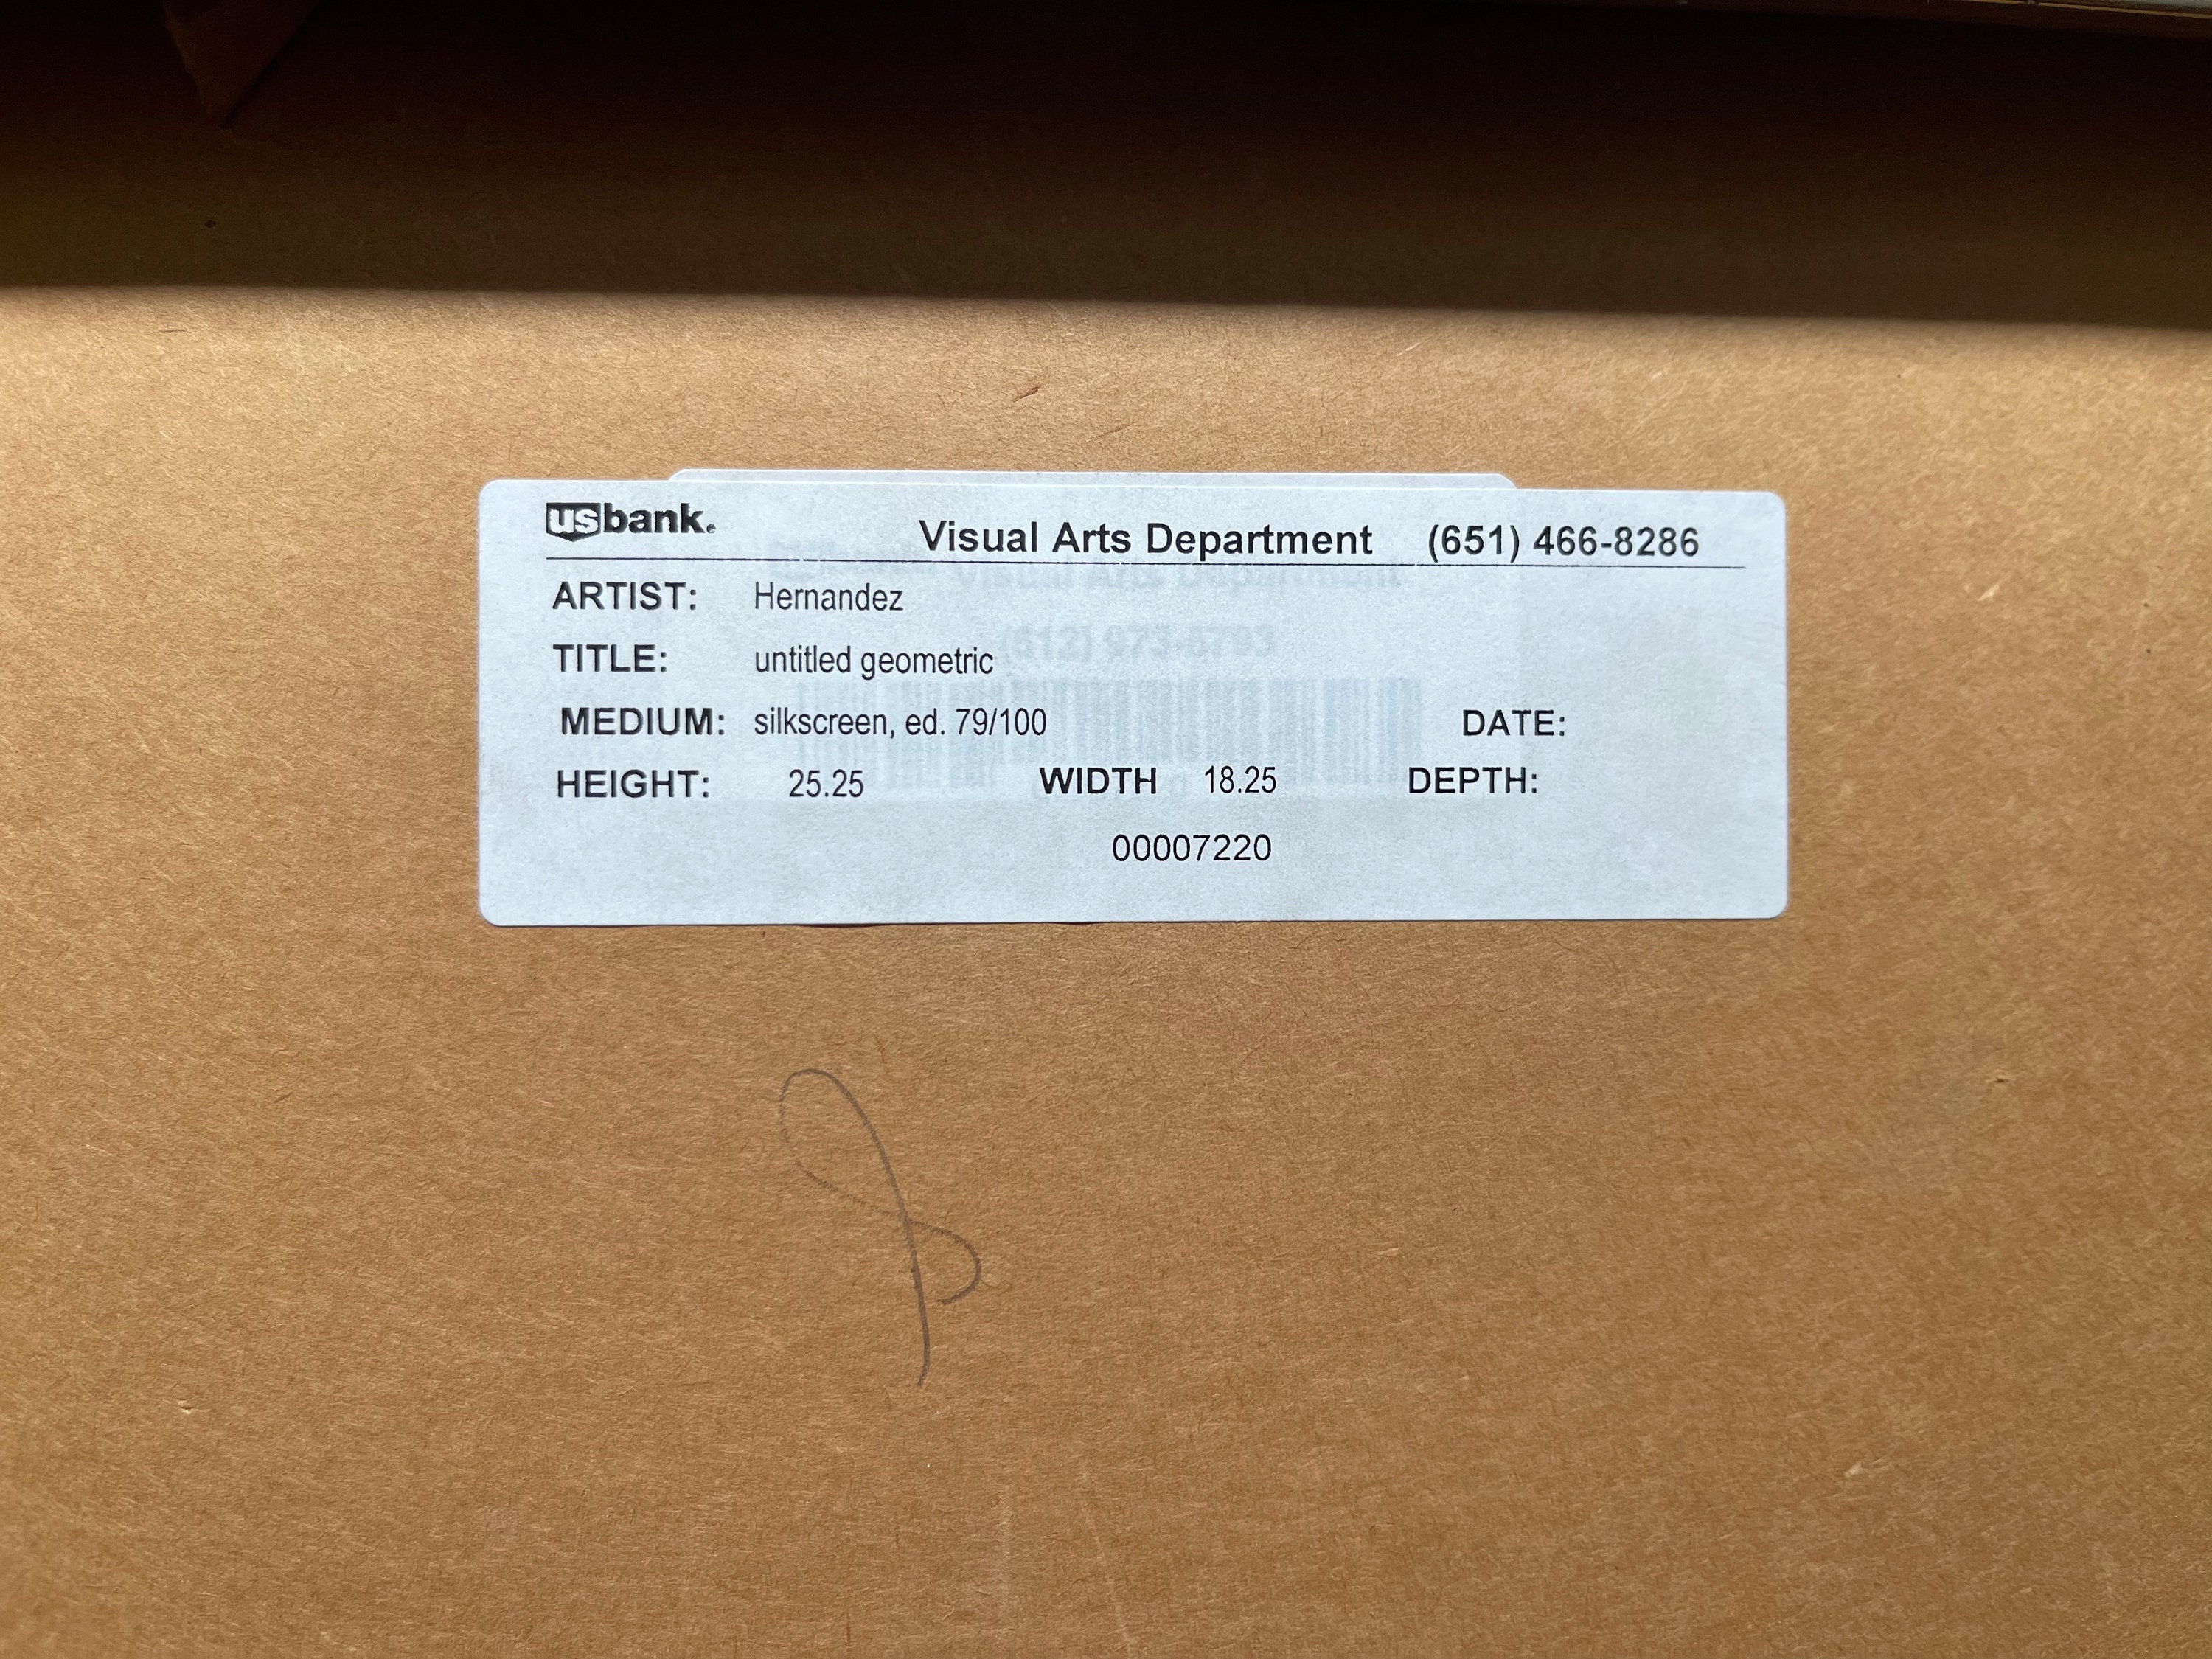 usbank.
Visual Arts Department (651) 466-8286
ARTIST: Hernandez
TITLE: untitled geometric
MEDIUM: silkscreen, ed. 79/100 DATE:
HEIGHT: 25.25 WIDTH 18.25 DEPTH:
00007220